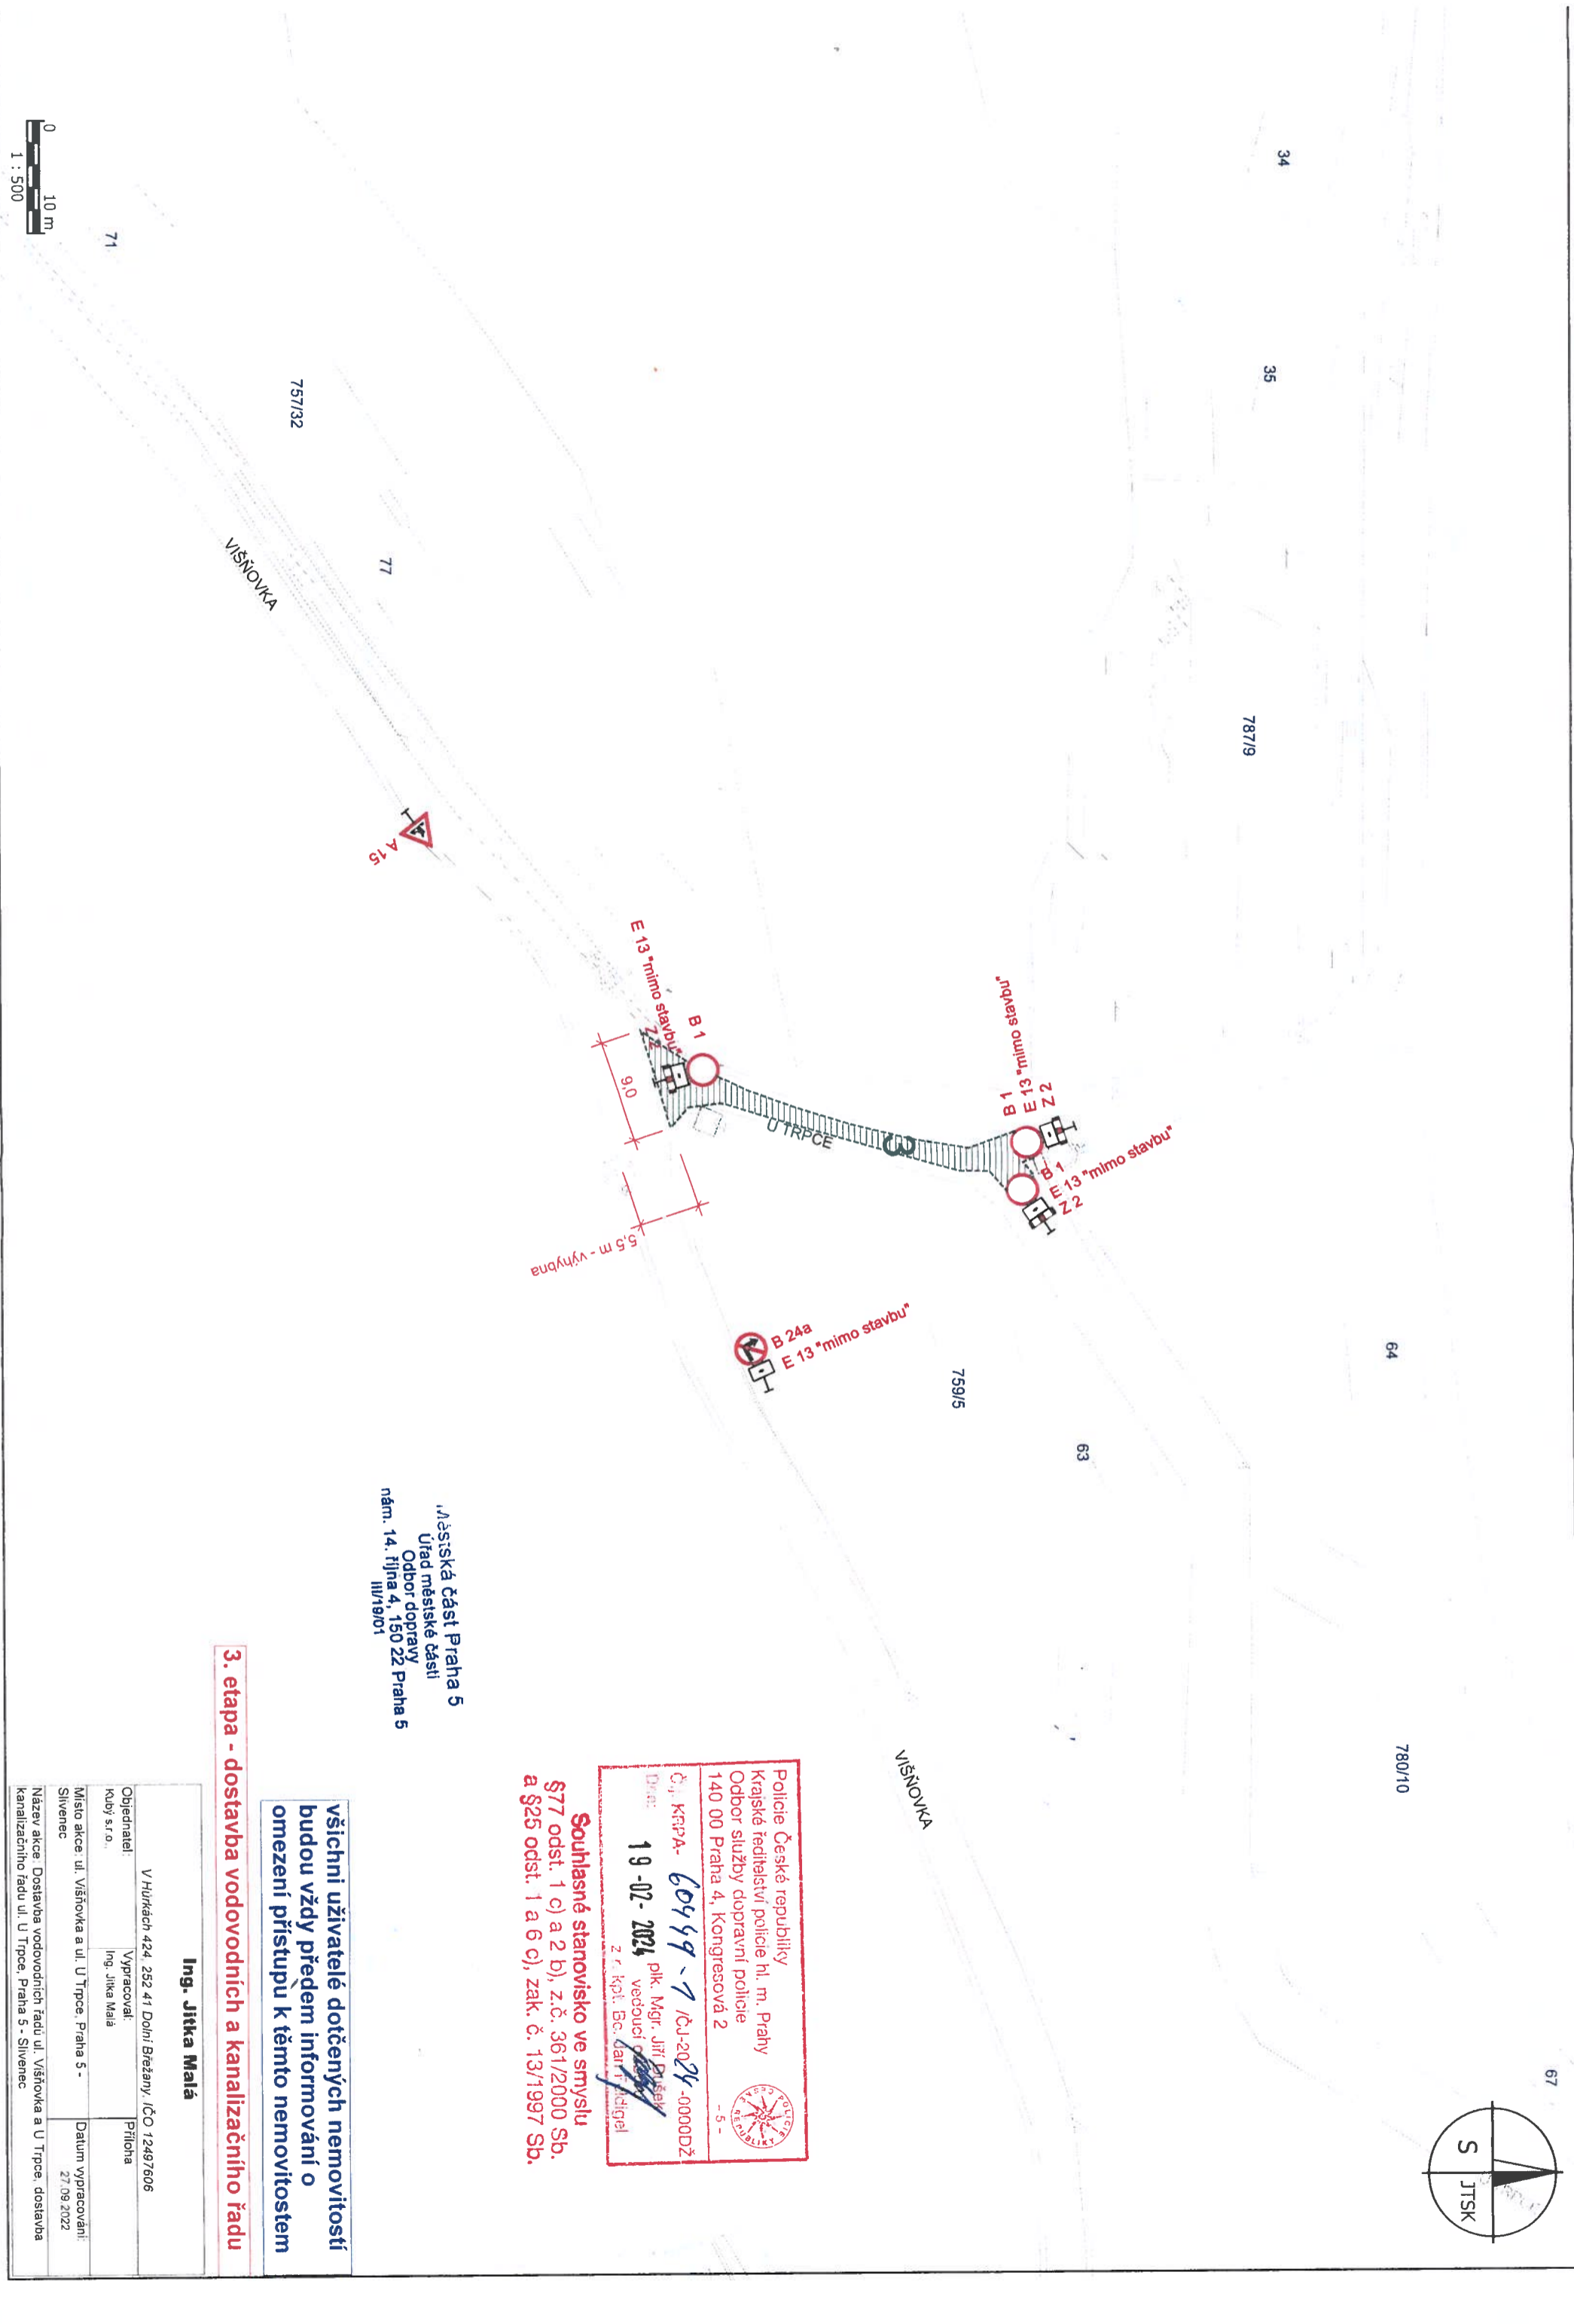 34
35
787/9
64
780/10
67
S JTSK
71
757/32
77
VIŠŇOVKA
A 15
E 13 "mimo stavbu"
Z 2
B 1
9,0
5,5 m - výhybna
U TRPCE
3
B 1
E 13 "mimo stavbu"
Z 2
B 1
E 13 "mimo stavbu"
Z 2
B 24a
E 13 "mimo stavbu"
759/5
63
VIŠŇOVKA
0 10 m
1 : 500
Městská část Praha 5
Úřad městské části
Odbor dopravy
nám. 14. října 4, 150 22 Praha 5
III/19/01
Policie České republiky
Krajské ředitelství policie hl. m. Prahy
Odbor služby dopravní policie
140 00 Praha 4, Kongresová 2
- 5 -
POLICIE ČESKÉ REPUBLIKY
Č.j. KRPA- 60449-1 /ČJ-2024-0000DŽ
Dne: 19-02-2024
plk. Mgr. Jiří Dušek
vedoucí
z.r. kpt. Bc. Jan
Souhlasné stanovisko ve smyslu
§77 odst. 1 c) a 2 b), z.č. 361/2000 Sb.
a §25 odst. 1 a 6 c), zak. č. 13/1997 Sb.
všichni uživatelé dotčených nemovitostí
budou vždy předem informování o
omezení přístupu k těmto nemovitostem
3. etapa - dostavba vodovodních a kanalizačního řadu
Ing. Jitka Malá
V Hůrkách 424, 252 41 Dolní Břežany, IČO 12497606
Objednatel:
Kubý s.r.o.
Vypracoval:
Ing. Jitka Malá
Příloha
Místo akce: ul. Višňovka a ul. U Trpce, Praha 5 -
Slivenec
Datum vypracování:
27.09.2022
Název akce: Dostavba vodovodních řadů ul. Višňovka a U Trpce, dostavba
kanalizačního řadu ul. U Trpce, Praha 5 - Slivenec